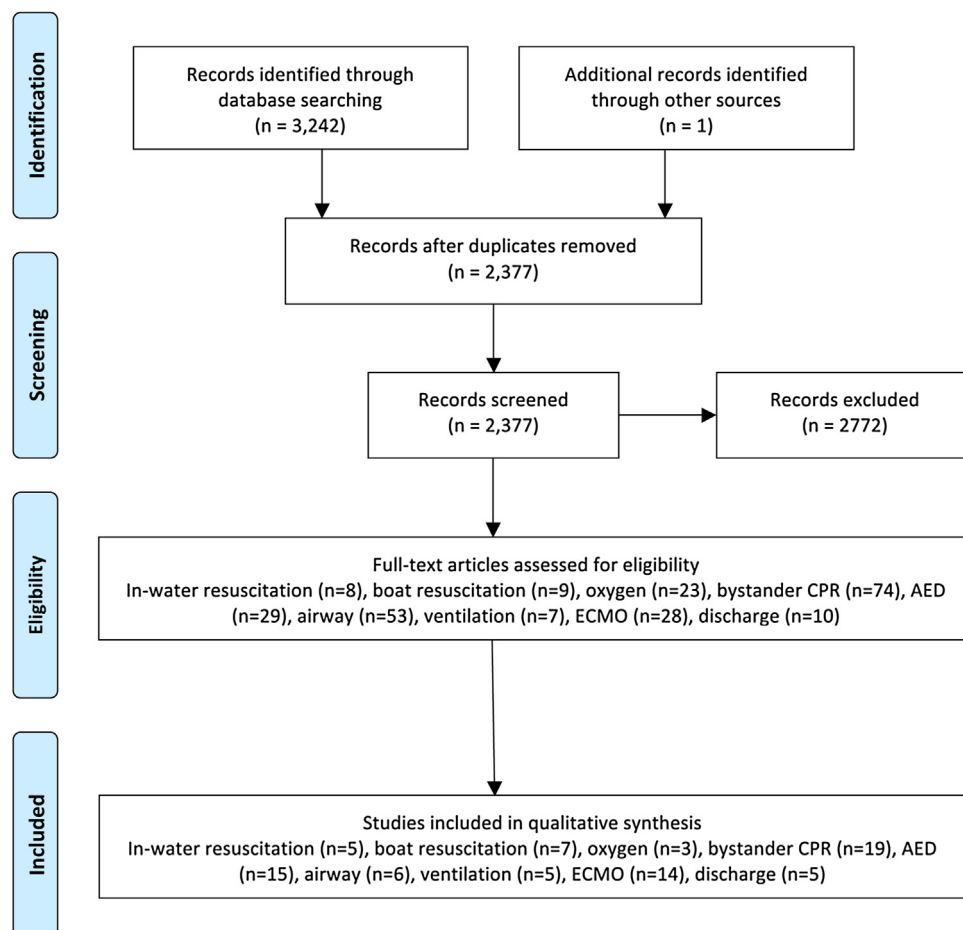 Identification
Records identified through
database searching
(n = 3,242)
Additional records identified
through other sources
(n = 1)
Records after duplicates removed
(n = 2,377)
Screening
Records screened
(n = 2,377)
Records excluded
(n = 2772)
Eligibility
Full-text articles assessed for eligibility
In-water resuscitation (n=8), boat resuscitation (n=9), oxygen (n=23), bystander CPR (n=74), AED
(n=29), airway (n=53), ventilation (n=7), ECMO (n=28), discharge (n=10)
Included
Studies included in qualitative synthesis
In-water resuscitation (n=5), boat resuscitation (n=7), oxygen (n=3), bystander CPR (n=19), AED
(n=15), airway (n=6), ventilation (n=5), ECMO (n=14), discharge (n=5)